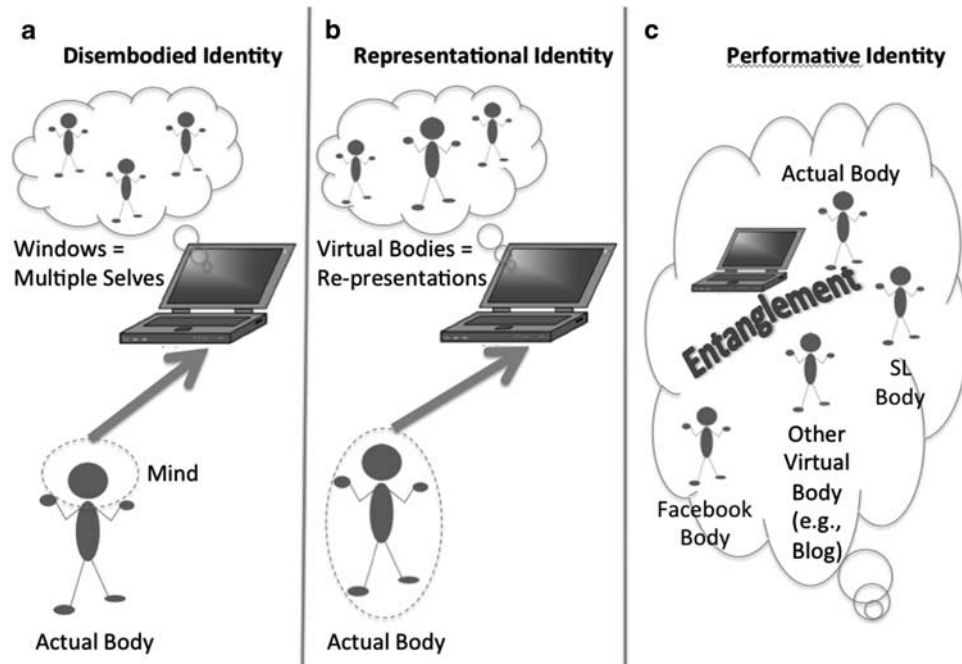 a
Disembodied Identity
Windows =
Multiple Selves
Mind
Actual Body
b
Representational Identity
Virtual Bodies =
Re-presentations
Actual Body
c
Performative Identity
Actual Body
Entanglement
SL
Body
Facebook
Body
Other
Virtual
Body
(e.g.,
Blog)